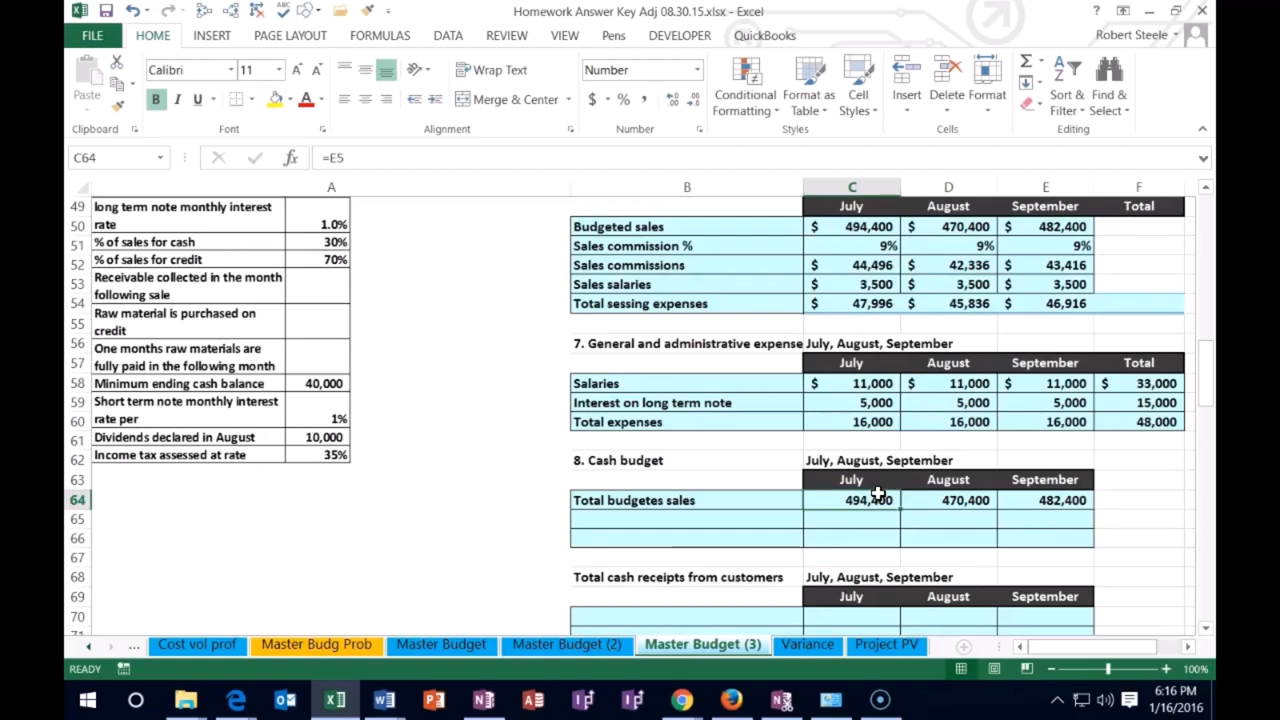 Homework Answer Key Adj 08.30.15.xlsx - Excel
FILE HOME INSERT PAGE LAYOUT FORMULAS DATA REVIEW VIEW Pens DEVELOPER QuickBooks Robert Steele
Calibri 11 Wrap Text Number
Paste B I U A Merge & Center $ % , Conditional Formatting Format as Table Cell Styles Insert Delete Format Sort & Filter Find & Select
Clipboard Font Alignment Number Styles Cells Editing
C64 fx =E5
A B C D E F
49 long term note monthly interest July August September Total
50 rate 1.0% Budgeted sales $ 494,400 $ 470,400 $ 482,400
51 % of sales for cash 30% Sales commission % 9% 9% 9%
52 % of sales for credit 70% Sales commissions $ 44,496 $ 42,336 $ 43,416
53 Receivable collected in the month Sales salaries $ 3,500 $ 3,500 $ 3,500
54 following sale Total sessing expenses $ 47,996 $ 45,836 $ 46,916
55 Raw material is purchased on
credit
56 One months raw materials are 7. General and administrative expense July, August, September
57 fully paid in the following month July August September Total
58 Minimum ending cash balance 40,000 Salaries $ 11,000 $ 11,000 $ 11,000 $ 33,000
59 Short term note monthly interest Interest on long term note 5,000 5,000 5,000 15,000
60 rate per 1% Total expenses 16,000 16,000 16,000 48,000
61 Dividends declared in August 10,000
62 Income tax assessed at rate 35% 8. Cash budget July, August, September
63 July August September
64 Total budgetes sales 494,400 470,400 482,400
65
66
67
68 Total cash receipts from customers July, August, September
69 July August September
70
71
... Cost vol prof Master Budg Prob Master Budget Master Budget (2) Master Budget (3) Variance Project PV
READY 100%
6:16 PM
1/16/2016